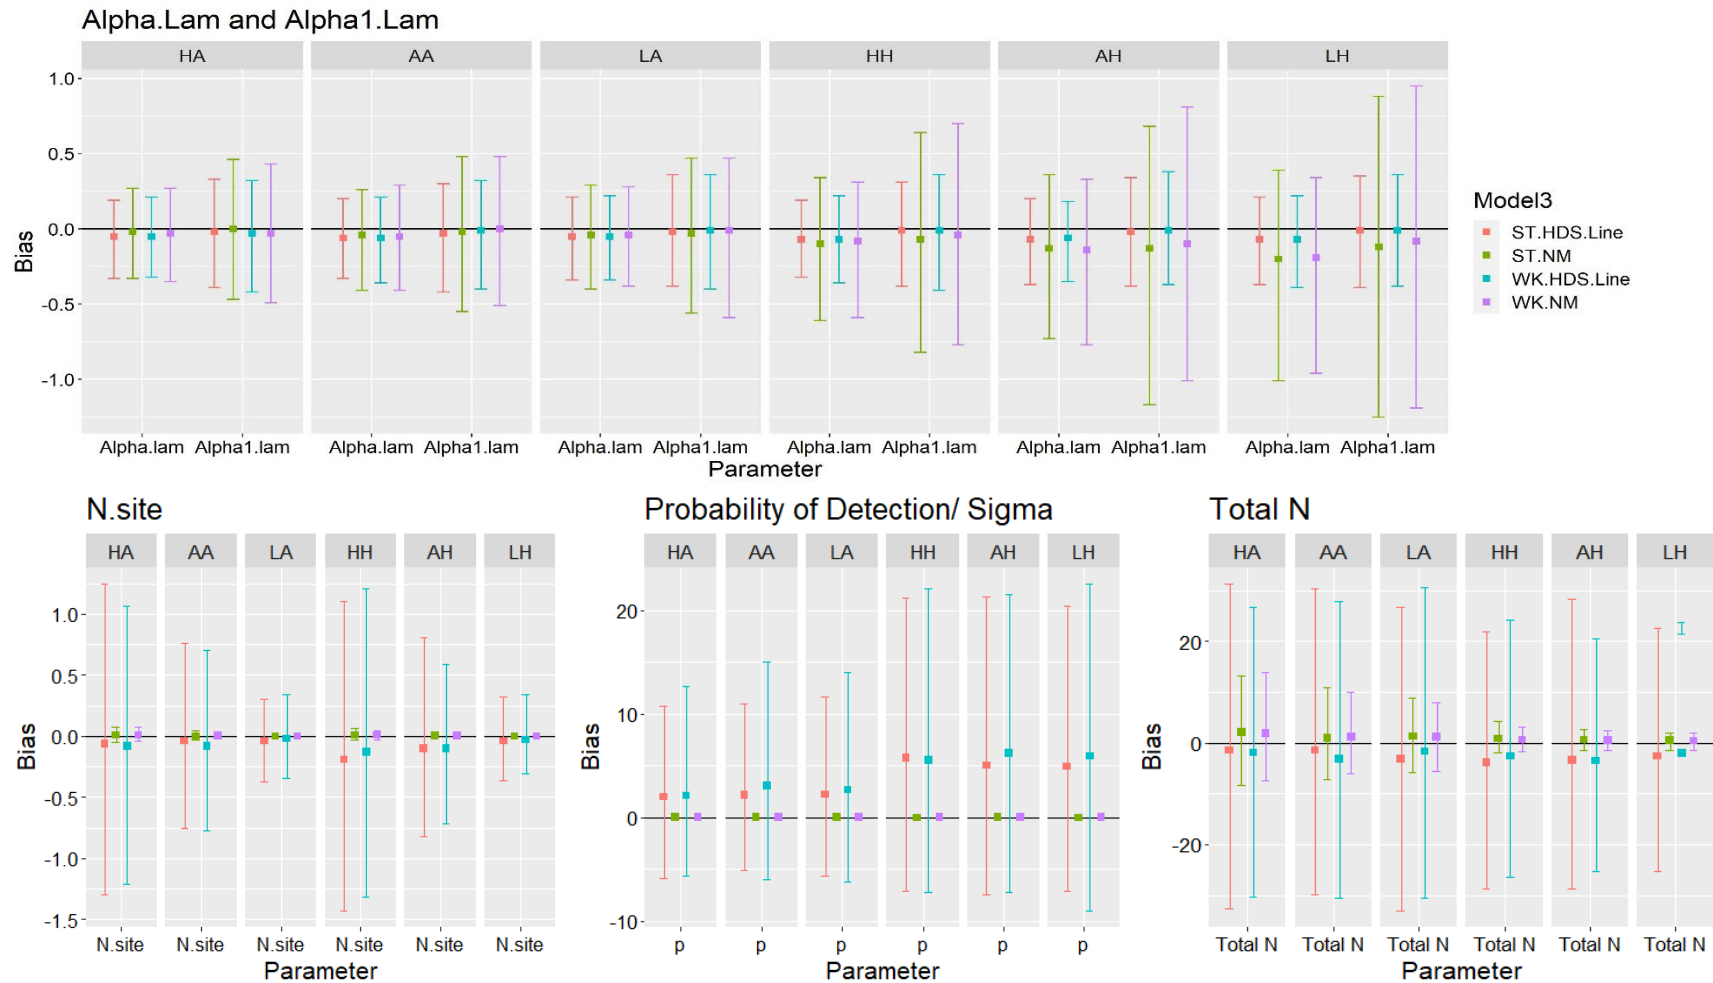 Alpha.Lam and Alpha1.Lam
HA AA LA HH AH LH
1.0
0.5
0.0
-0.5
-1.0
Bias
Alpha.lam Alpha1.lam Alpha.lam Alpha1.lam Alpha.lam Alpha1.lam Alpha.lam Alpha1.lam Alpha.lam Alpha1.lam Alpha.lam Alpha1.lam
Parameter
Model3
ST.HDS.Line
ST.NM
WK.HDS.Line
WK.NM
N.site
HA AA LA HH AH LH
1.0
0.5
0.0
-0.5
-1.0
-1.5
Bias
N.site N.site N.site N.site N.site N.site
Parameter
Probability of Detection/ Sigma
HA AA LA HH AH LH
20
10
0
-10
Bias
p p p p p p
Parameter
Total N
HA AA LA HH AH LH
20
0
-20
Bias
Total N Total N Total N Total N Total N Total N
Parameter